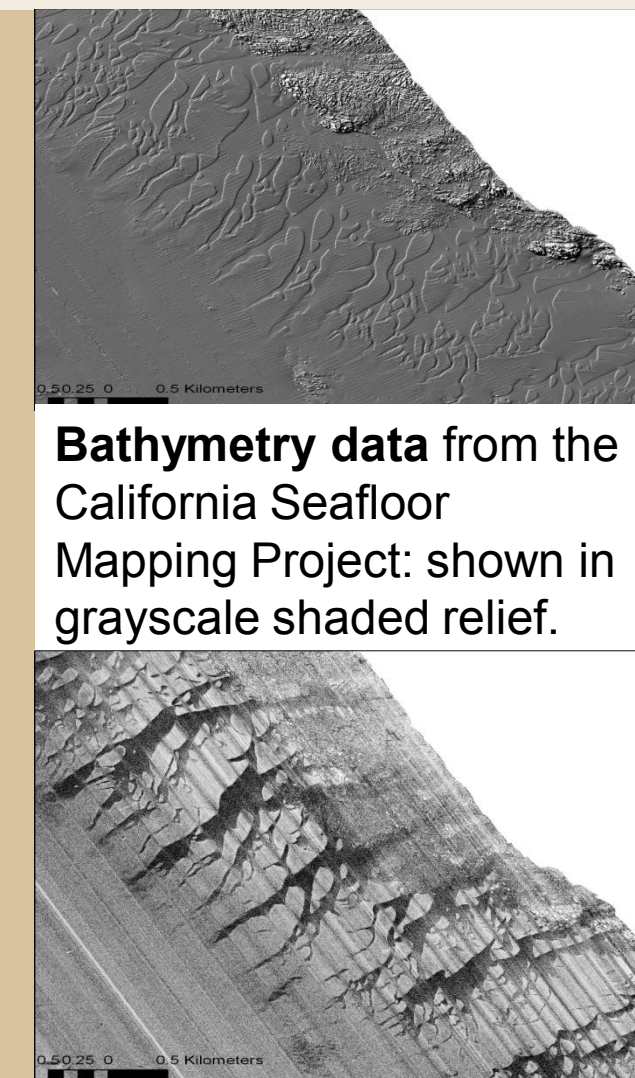 0.50.25 0 0.5 Kilometers
Bathymetry data from the
California Seafloor
Mapping Project: shown in
grayscale shaded relief.
0.50.25 0 0.5 Kilometers